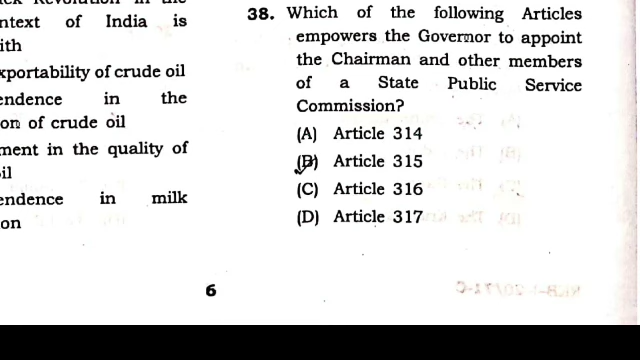 ntext of India is
ith
xportability of crude oil
endence in the
on of crude oil
ment in the quality of
il
endence in milk
on
38. Which of the following Articles
empowers the Governor to appoint
the Chairman and other members
of a State Public Service
Commission?
(A) Article 314
(B) Article 315
(C) Article 316
(D) Article 317
6